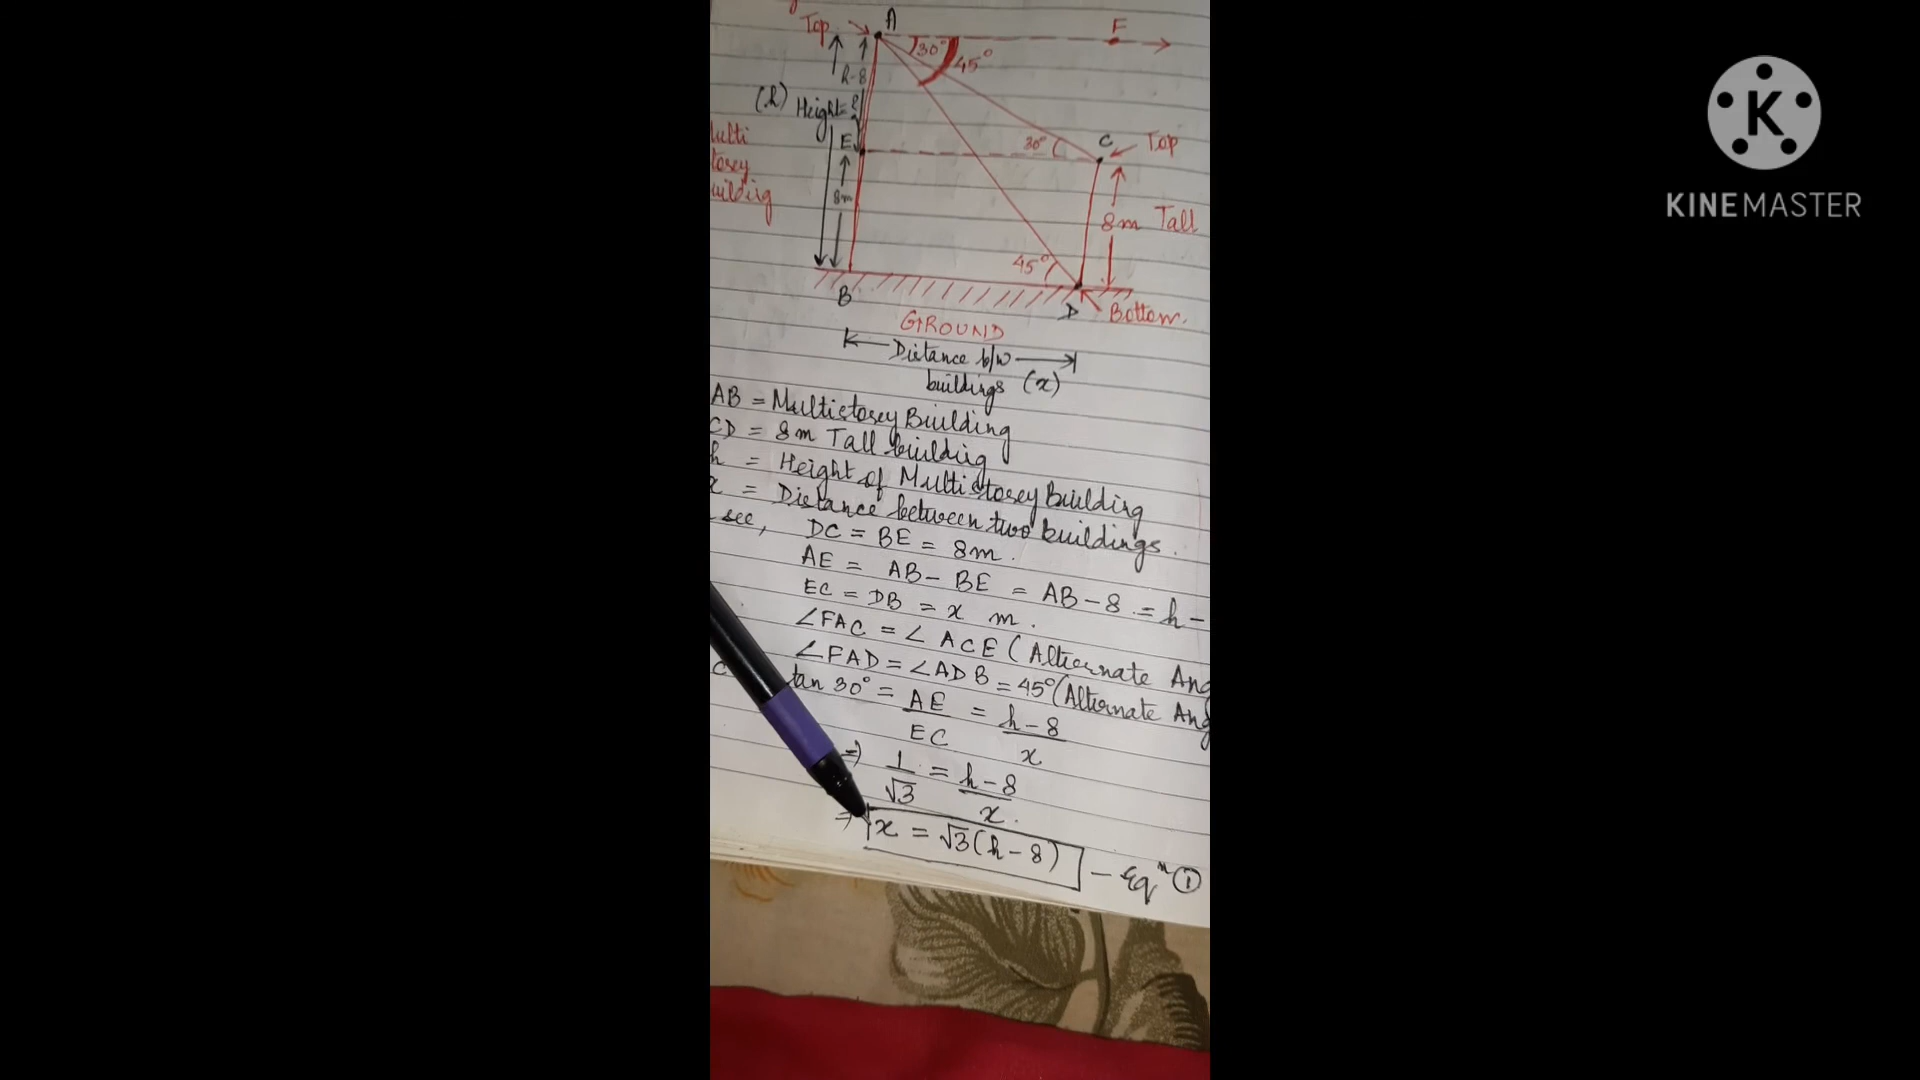 Top A F
30° 45°
h-8
(h) Height=?
E 30° C Top
ulti
torey
uilding
8m 8m Tall
45°
B D Bottom.
GROUND
Distance b/w
buildings (x)
AB = Multistorey Building
CD = 8m Tall building
h = Height of Multistorey Building
x = Distance between two buildings.
see, DC = BE = 8m.
AE = AB - BE = AB - 8 = h -
EC = DB = x m.
∠FAC = ∠ACE (Alternate Ang
∠FAD = ∠ADB = 45° (Alternate Ang
tan 30° = AE/EC = h-8/x
⇒ 1/√3 = h-8/x.
⇒ x = √3(h-8) - Eqⁿ ①
K
KINEMASTER